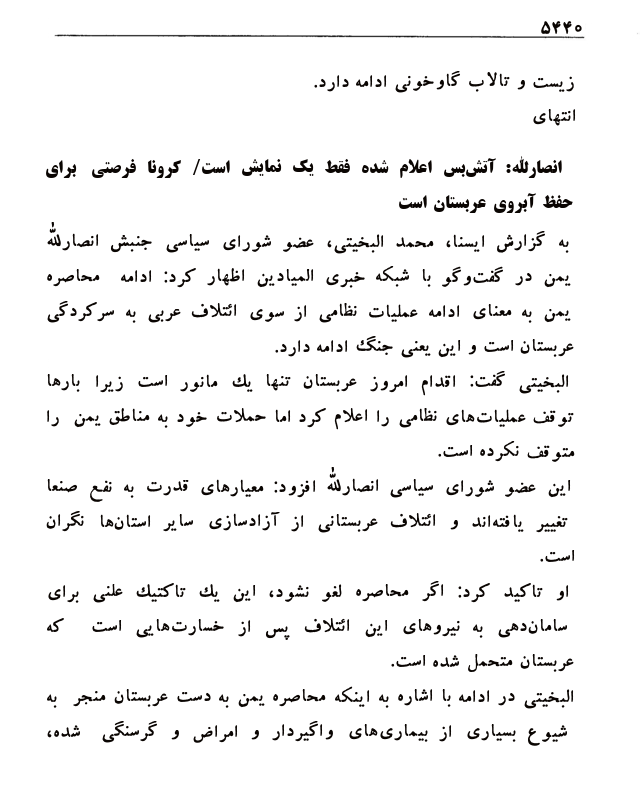 ۵۴۴۰
زیست و تالاب گاوخونی ادامه دارد.
انتهای
انصارلله: آتش‌بس اعلام شده فقط یک نمایش است/ کرونا فرصتی برای
حفظ آبروی عربستان است
به گزارش ایسنا، محمد البخیتی، عضو شورای سیاسی جنبش انصارلله
یمن در گفت‌وگو با شبکه خبری المیادین اظهار کرد: ادامه محاصره
یمن به معنای ادامه عملیات نظامی از سوی ائتلاف عربی به سرکردگی
عربستان است و این یعنی جنگ ادامه دارد.
البخیتی گفت: اقدام امروز عربستان تنها یك مانور است زیرا بارها
توقف عملیات‌های نظامی را اعلام کرد اما حملات خود به مناطق یمن را
متوقف نکرده است.
این عضو شورای سیاسی انصارلله افزود: معیارهای قدرت به نفع صنعا
تغییر یافته‌اند و ائتلاف عربستانی از آزادسازی سایر استان‌ها نگران
است.
او تاکید کرد: اگر محاصره لغو نشود، این یك تاکتیك علنی برای
سامان‌دهی به نیروهای این ائتلاف پس از خسارت‌هایی است که
عربستان متحمل شده است.
البخیتی در ادامه با اشاره به اینکه محاصره یمن به دست عربستان منجر به
شیوع بسیاری از بیماری‌های واگیردار و امراض و گرسنگی شده،